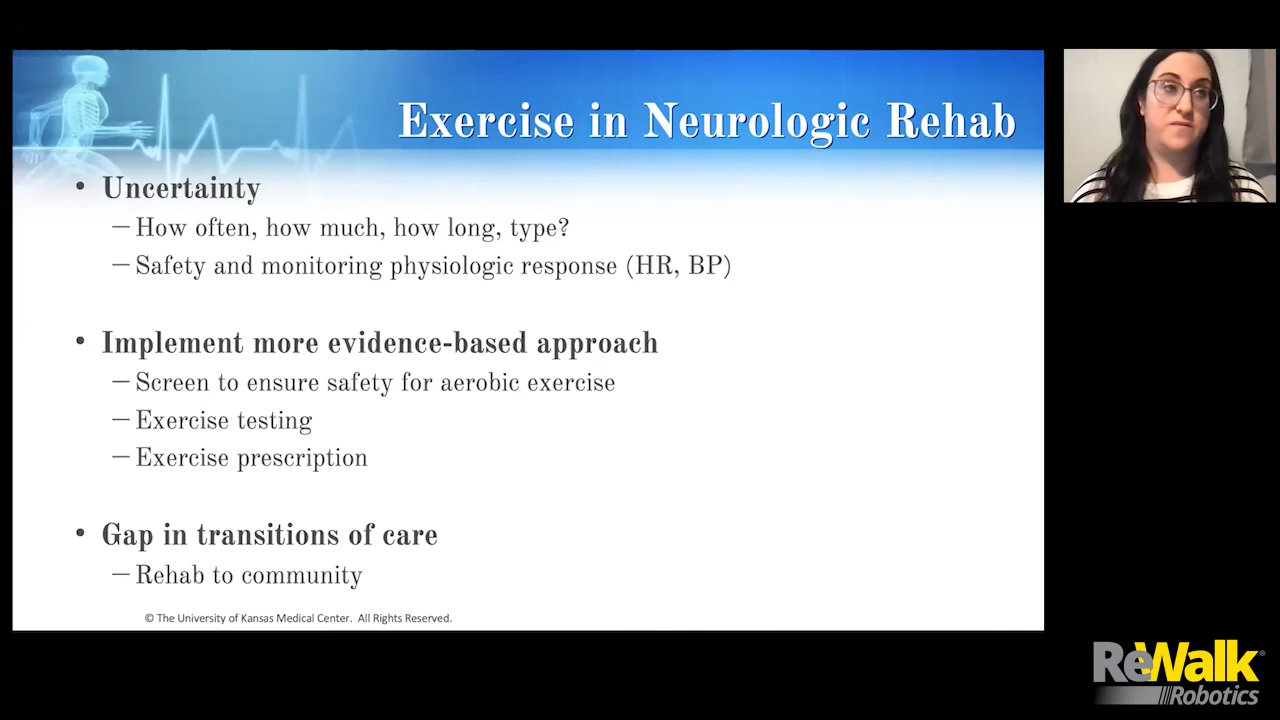 Exercise in Neurologic Rehab
• Uncertainty
– How often, how much, how long, type?
– Safety and monitoring physiologic response (HR, BP)
• Implement more evidence-based approach
– Screen to ensure safety for aerobic exercise
– Exercise testing
– Exercise prescription
• Gap in transitions of care
– Rehab to community
© The University of Kansas Medical Center. All Rights Reserved.
ReWalk®
Robotics